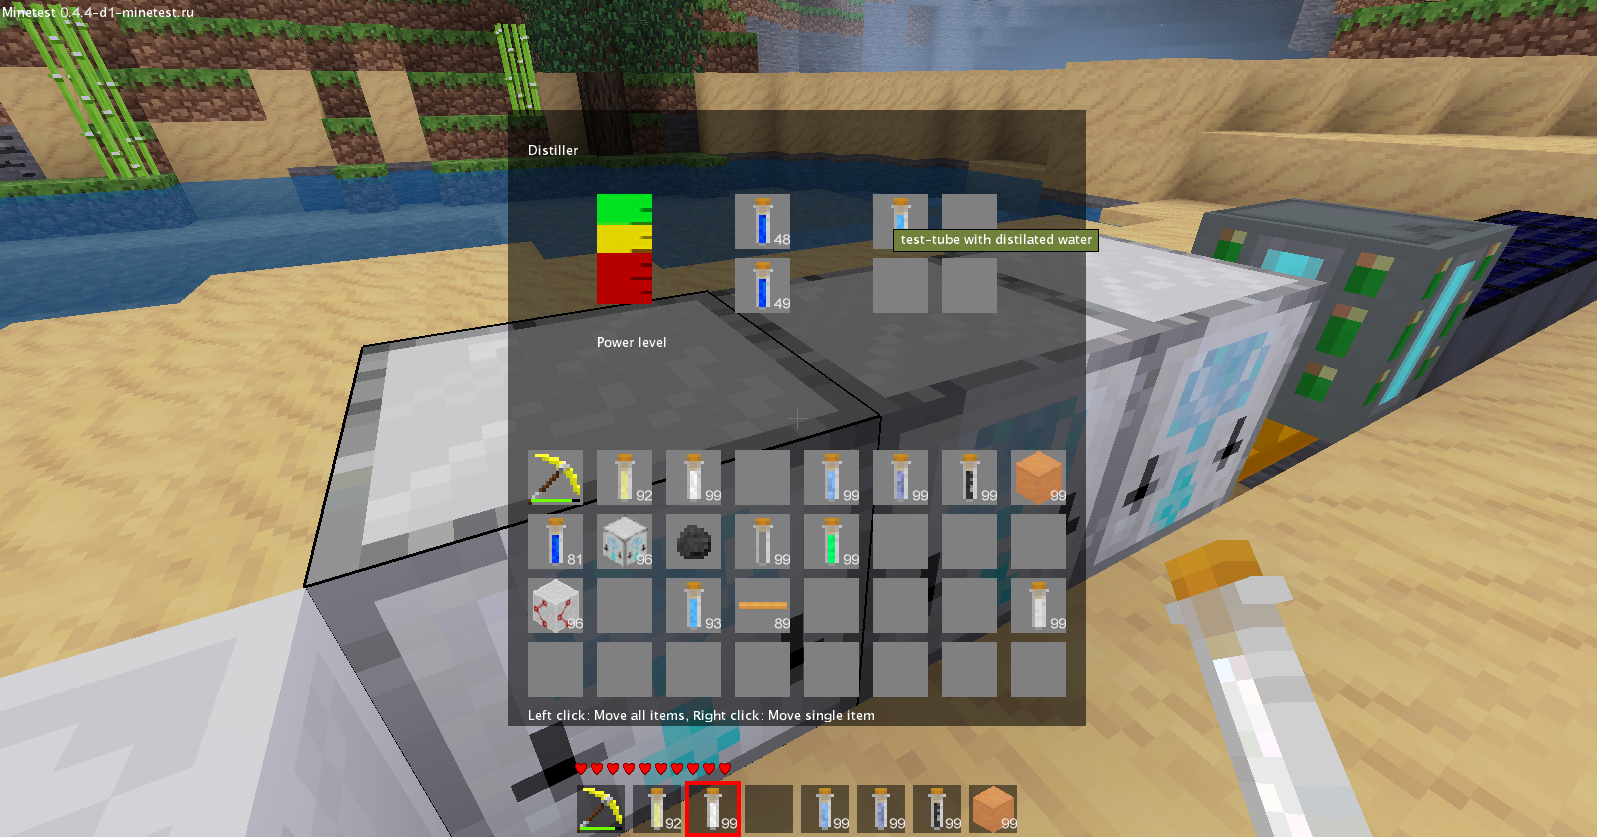 Minetest 0.4.4-d1-minetest.ru
Distiller
48
test-tube with distilated water
49
Power level
92 99 99 99 99 99
81 96 99 99
96 93 89 99
Left click: Move all items, Right click: Move single item
92 99 99 99 99 99